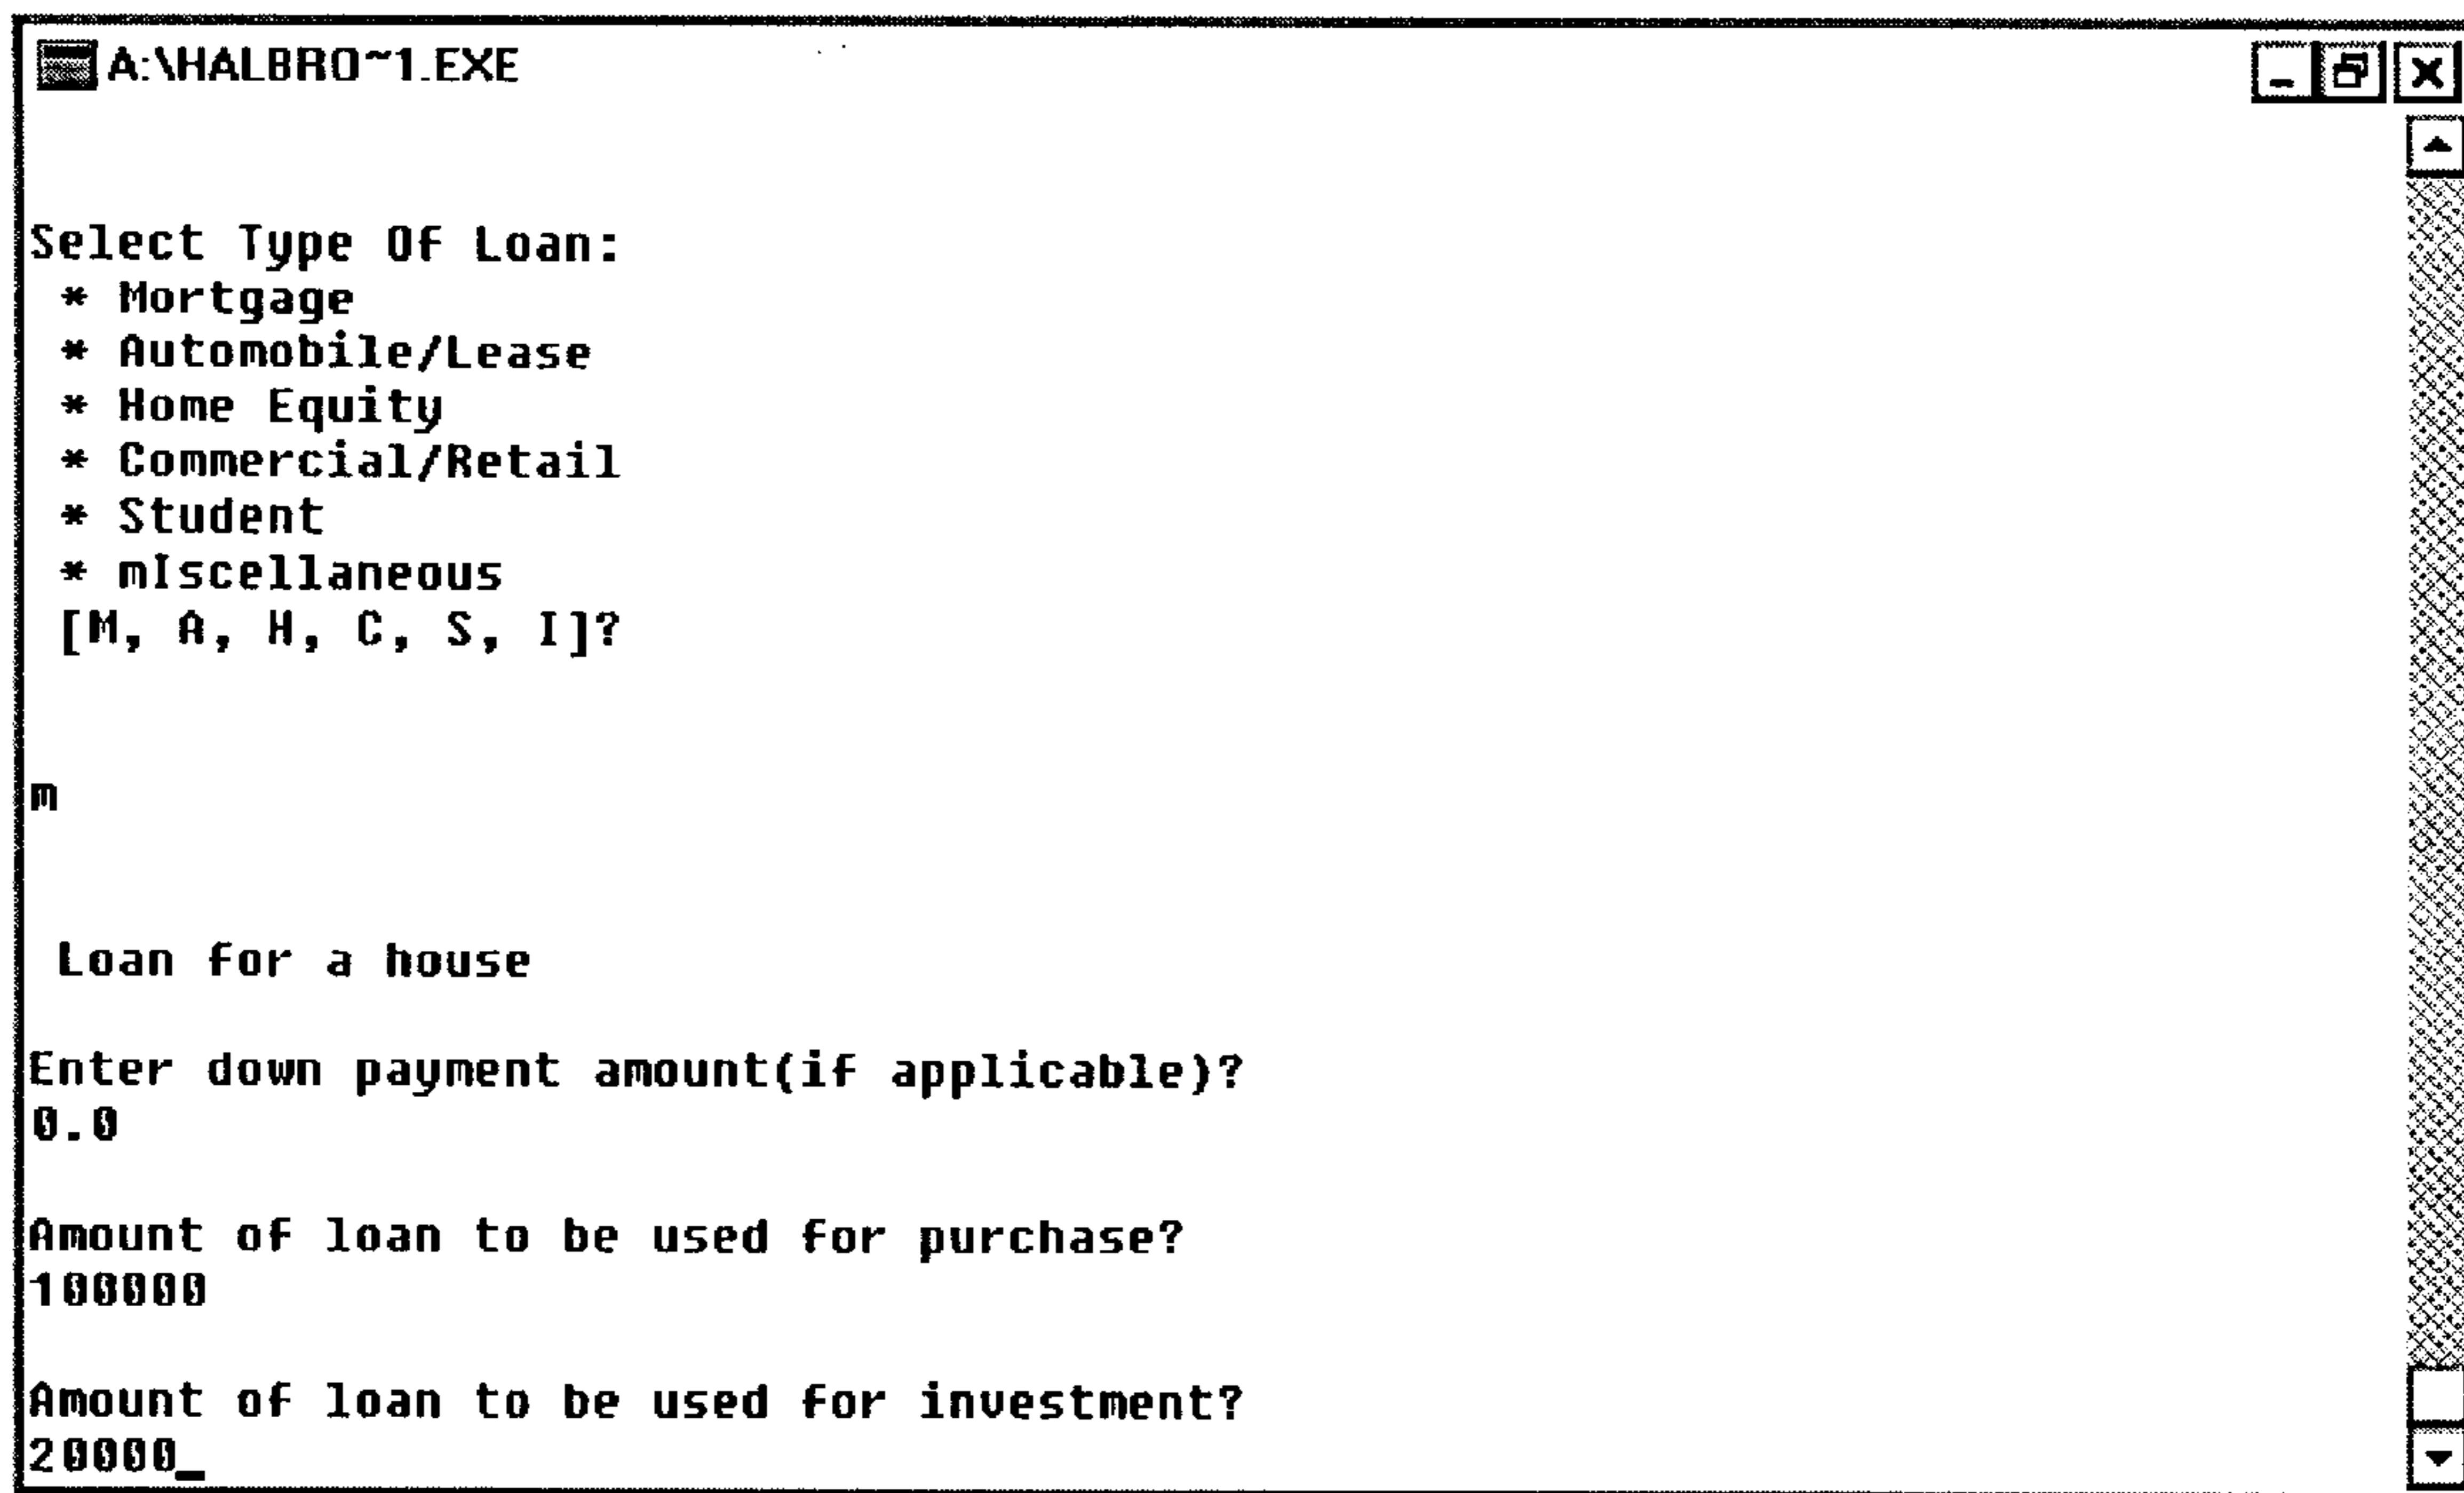 A:\HALBRO~1.EXE
Select Type Of Loan:
* Mortgage
* Automobile/Lease
* Home Equity
* Commercial/Retail
* Student
* mIscellaneous
[M, A, H, C, S, I]?
m
Loan for a house
Enter down payment amount(if applicable)?
0.0
Amount of loan to be used for purchase?
100000
Amount of loan to be used for investment?
20000_